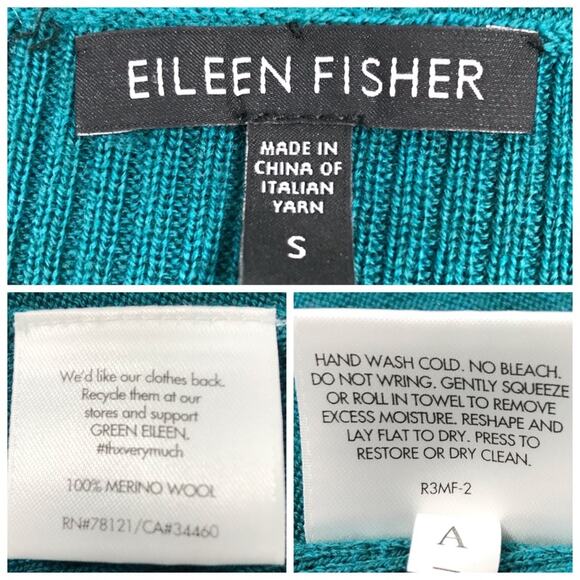 EILEEN FISHER
MADE IN
CHINA OF
ITALIAN
YARN
S
We'd like our clothes back.
Recycle them at our
stores and support
GREEN EILEEN.
#thxverymuch
100% MERINO WOOL
RN#78121/CA#34460
HAND WASH COLD. NO BLEACH.
DO NOT WRING. GENTLY SQUEEZE
OR ROLL IN TOWEL TO REMOVE
EXCESS MOISTURE. RESHAPE AND
LAY FLAT TO DRY. PRESS TO
RESTORE OR DRY CLEAN.
R3MF-2
A